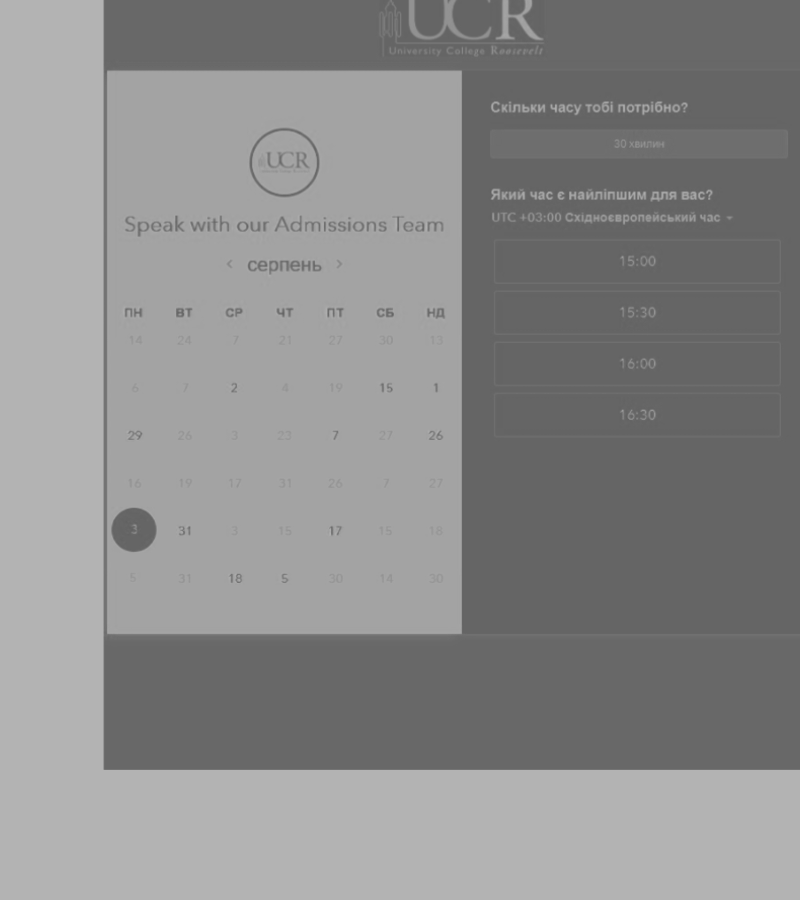 UCR
University College Roosevelt
UCR
Speak with our Admissions Team
‹ серпень ›
ПН ВТ СР ЧТ ПТ СБ НД
14 24 7 21 27 30 13
6 7 2 4 19 15 1
29 26 3 23 7 27 26
16 19 17 31 26 7 27
3 31 3 15 17 15 18
5 31 18 5 30 14 30
Скільки часу тобі потрібно?
30 хвилин
Який час є найліпшим для вас?
UTC +03:00 Східноєвропейський час
15:00
15:30
16:00
16:30